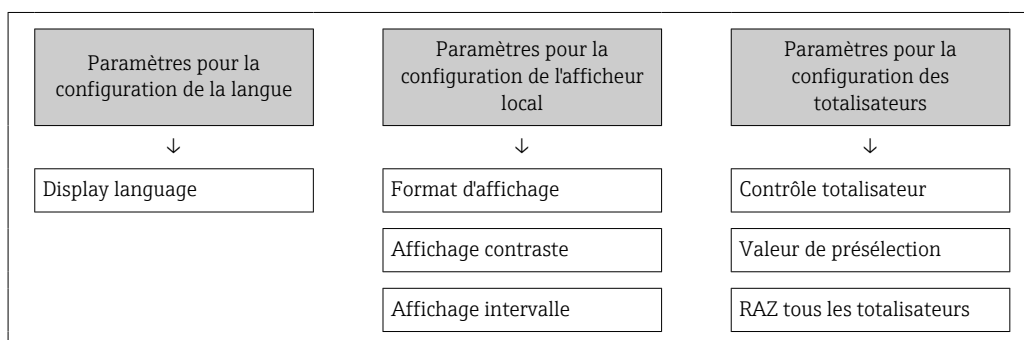 Paramètres pour la
configuration de la langue
Display language
Paramètres pour la
configuration de l'afficheur
local
Format d'affichage
Affichage contraste
Affichage intervalle
Paramètres pour la
configuration des
totalisateurs
Contrôle totalisateur
Valeur de présélection
RAZ tous les totalisateurs